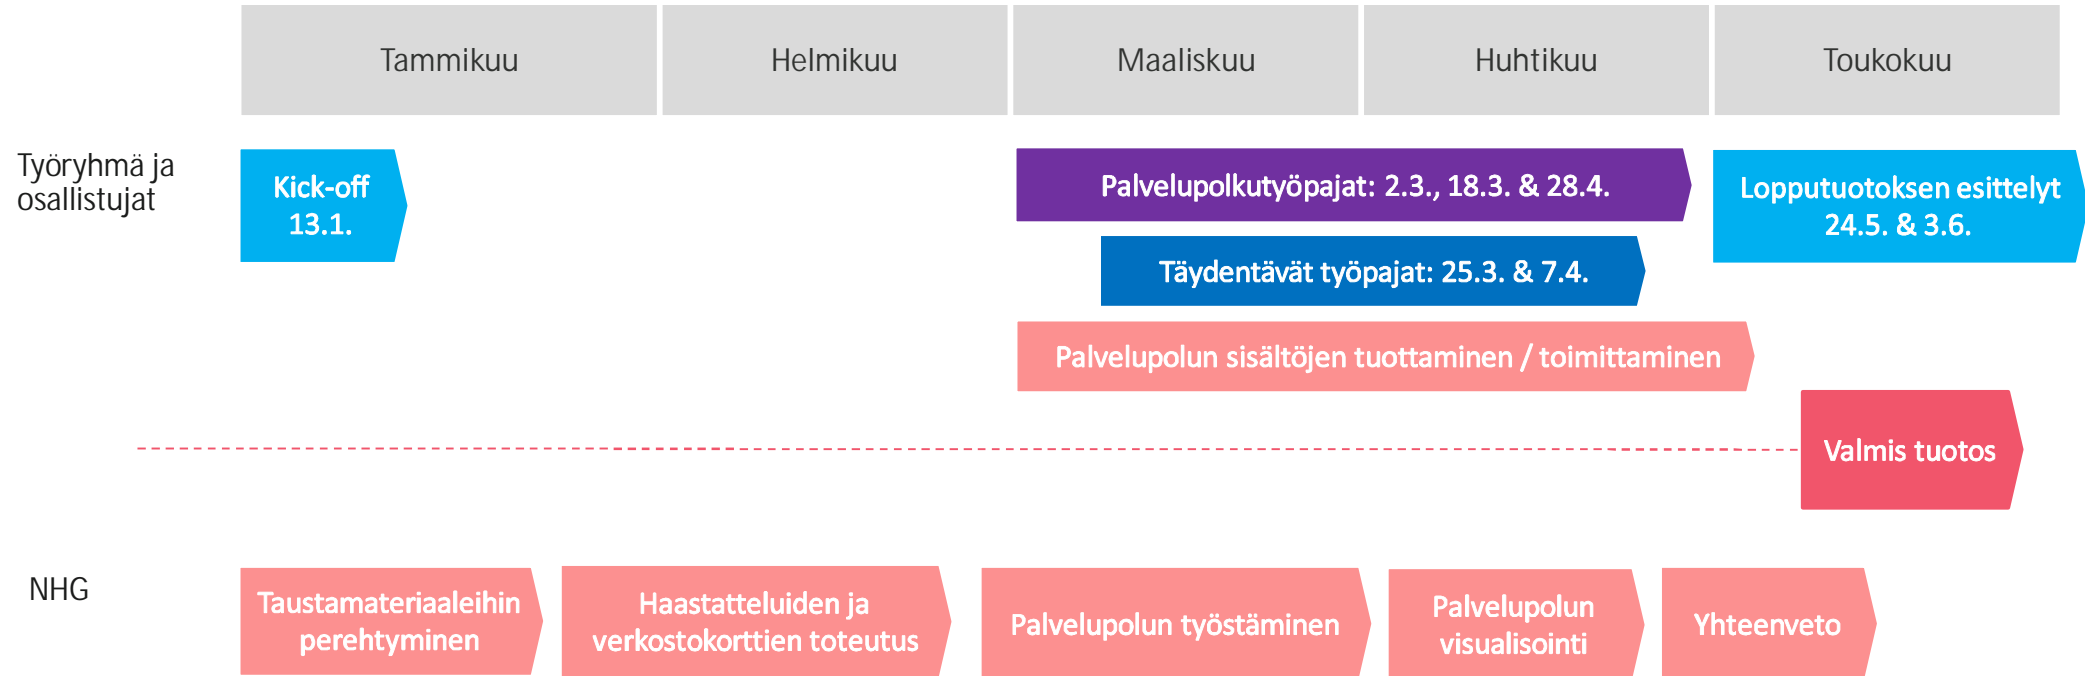 Tammikuu
Helmikuu
Maaliskuu
Huhtikuu
Toukokuu
Työryhmä ja
osallistujat
Kick-off
13.1.
Palvelupolkutyöpajat: 2.3., 18.3. & 28.4.
Lopputuotoksen esittelyt
24.5. & 3.6.
Täydentävät työpajat: 25.3. & 7.4.
Palvelupolun sisältöjen tuottaminen / toimittaminen
Valmis tuotos
NHG
Taustamateriaaleihin
perehtyminen
Haastatteluiden ja
verkostokorttien toteutus
Palvelupolun työstäminen
Palvelupolun
visualisointi
Yhteenveto